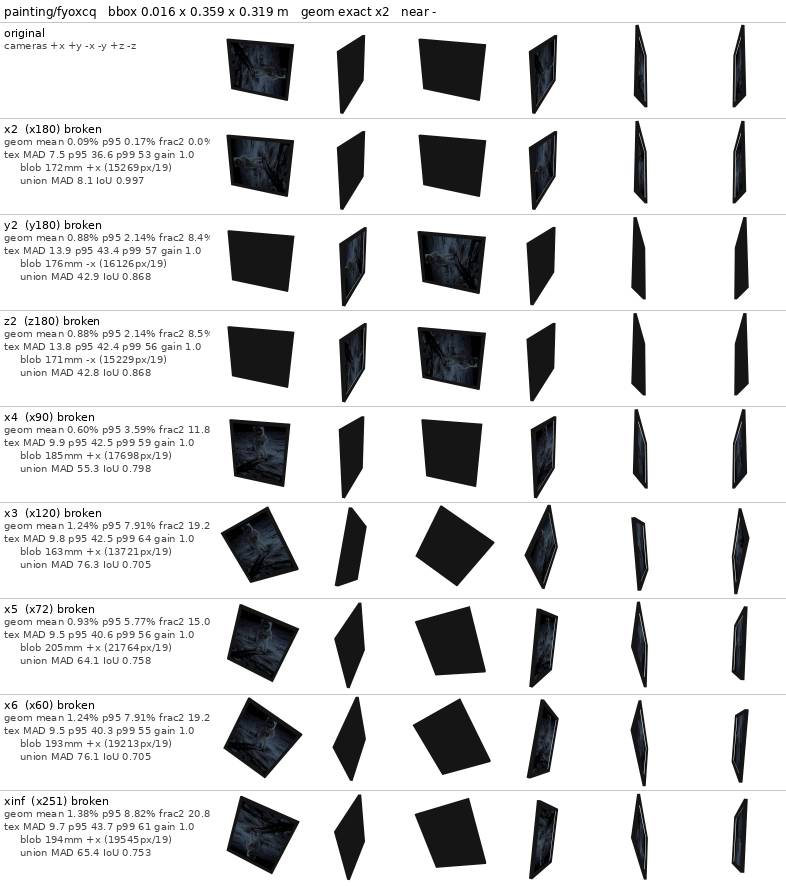 painting/fyoxcq   bbox 0.016 x 0.359 x 0.319 m   geom exact x2   near -
original
cameras +x +y -x -y +z -z
x2  (x180) broken
geom mean 0.09% p95 0.17% frac2 0.0%
tex MAD 7.5 p95 36.6 p99 53 gain 1.0
blob 172mm +x (15269px/19)
union MAD 8.1 IoU 0.997
y2  (y180) broken
geom mean 0.88% p95 2.14% frac2 8.4%
tex MAD 13.9 p95 43.4 p99 57 gain 1.0
blob 176mm -x (16126px/19)
union MAD 42.9 IoU 0.868
z2  (z180) broken
geom mean 0.88% p95 2.14% frac2 8.5%
tex MAD 13.8 p95 42.4 p99 56 gain 1.0
blob 171mm -x (15229px/19)
union MAD 42.8 IoU 0.868
x4  (x90) broken
geom mean 0.60% p95 3.59% frac2 11.8
tex MAD 9.9 p95 42.5 p99 59 gain 1.0
blob 185mm +x (17698px/19)
union MAD 55.3 IoU 0.798
x3  (x120) broken
geom mean 1.24% p95 7.91% frac2 19.2
tex MAD 9.8 p95 42.5 p99 64 gain 1.0
blob 163mm +x (13721px/19)
union MAD 76.3 IoU 0.705
x5  (x72) broken
geom mean 0.93% p95 5.77% frac2 15.0
tex MAD 9.5 p95 40.6 p99 56 gain 1.0
blob 205mm +x (21764px/19)
union MAD 64.1 IoU 0.758
x6  (x60) broken
geom mean 1.24% p95 7.91% frac2 19.2
tex MAD 9.5 p95 40.3 p99 55 gain 1.0
blob 193mm +x (19213px/19)
union MAD 76.1 IoU 0.705
xinf  (x251) broken
geom mean 1.38% p95 8.82% frac2 20.8
tex MAD 9.7 p95 43.7 p99 61 gain 1.0
blob 194mm +x (19545px/19)
union MAD 65.4 IoU 0.753